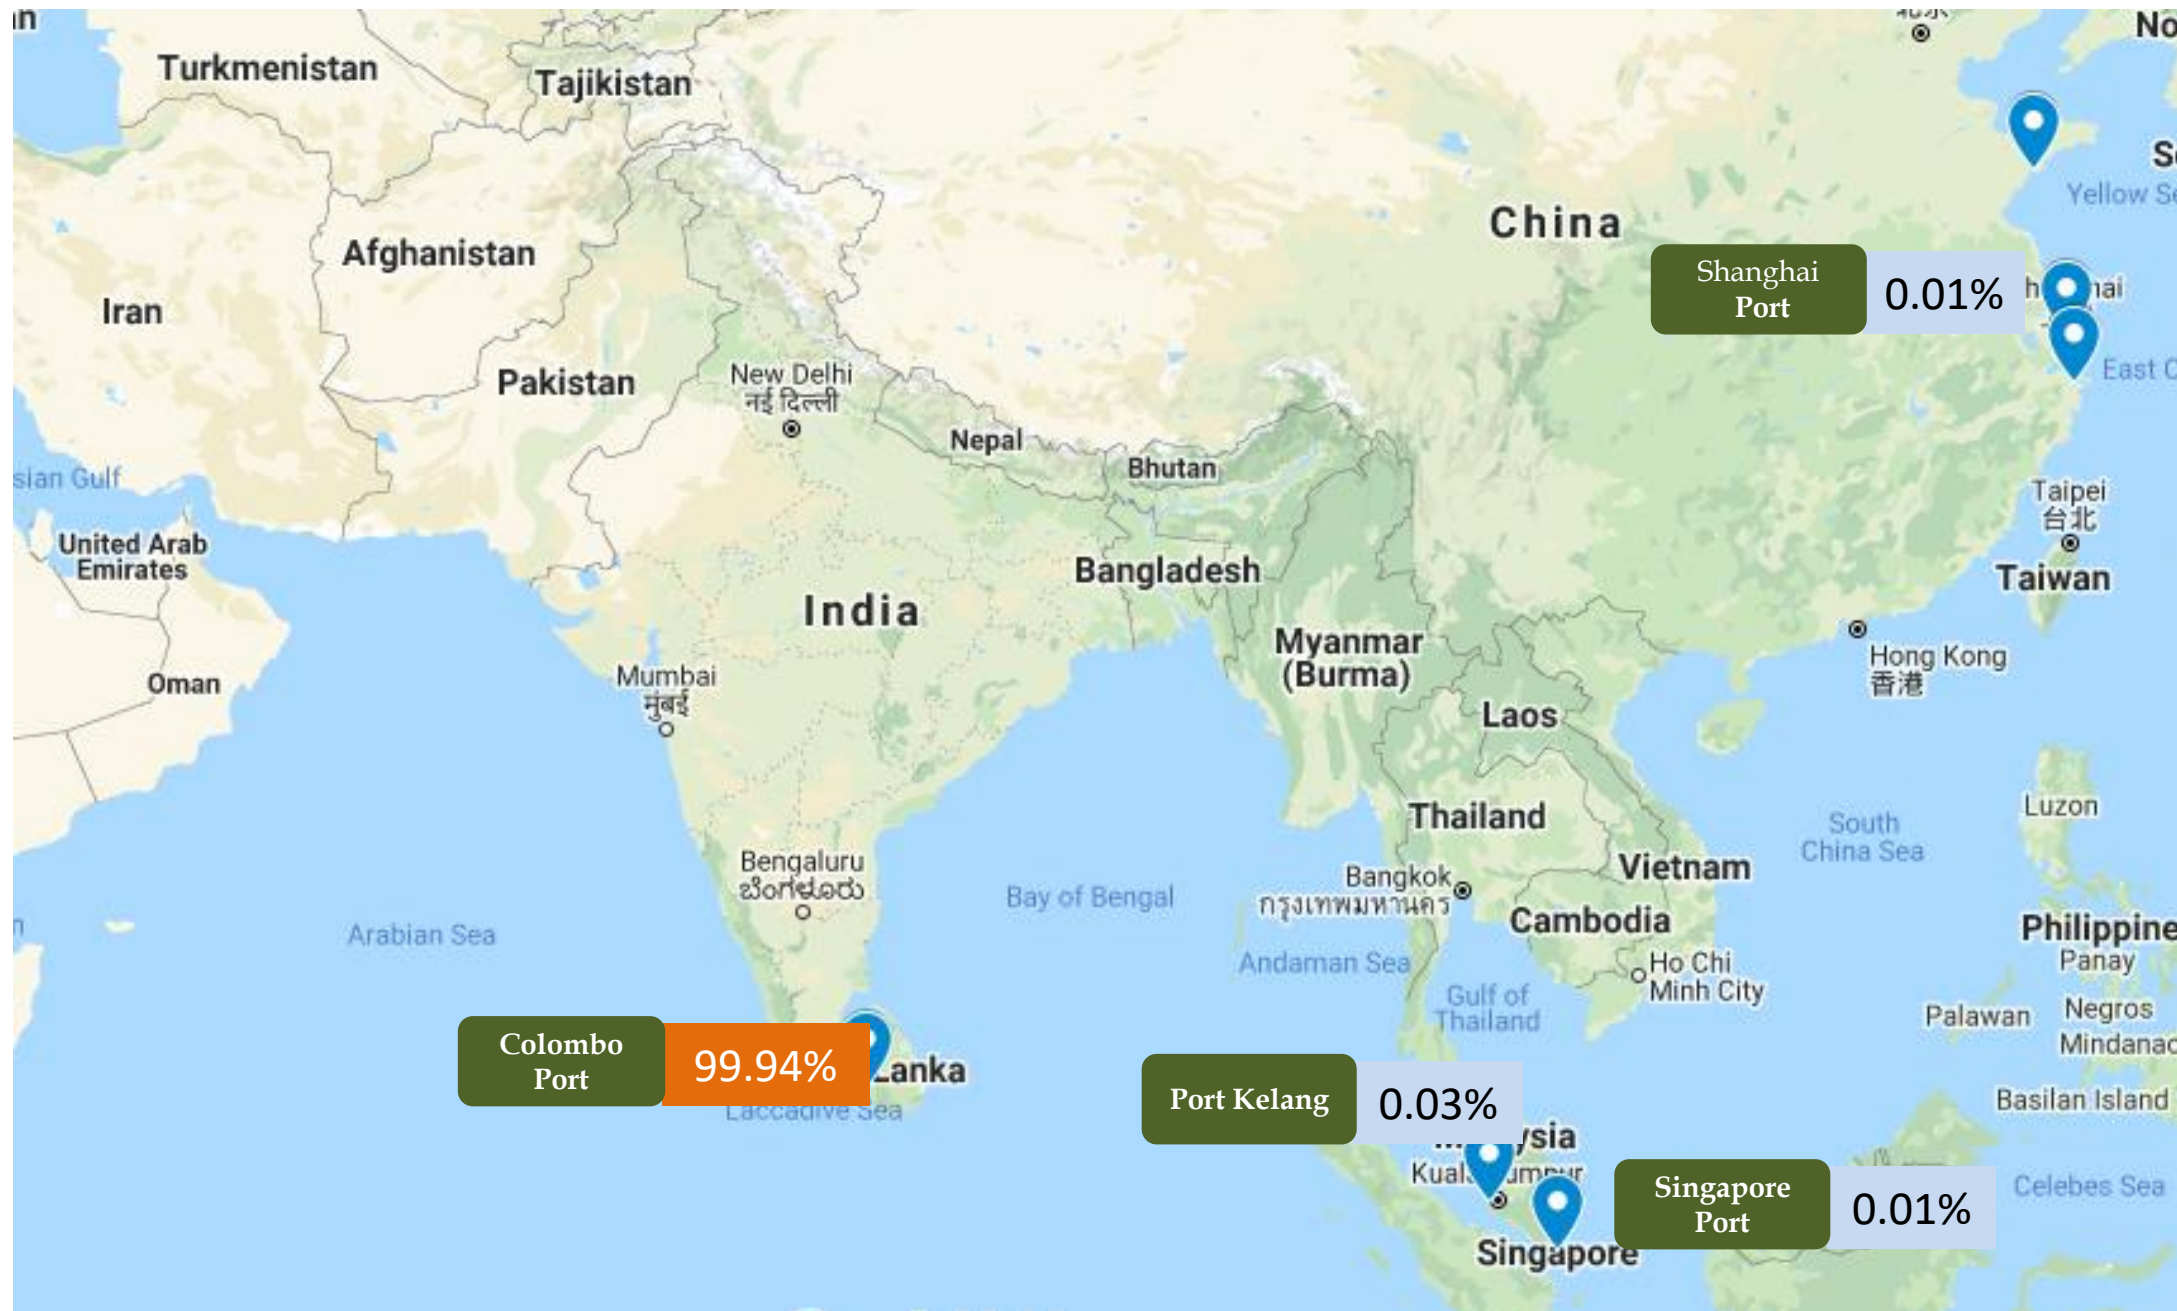 Turkmenistan
Tajikistan
Afghanistan
China
Yellow Se
Shanghai
Port
0.01%
East C
Iran
Pakistan
New Delhi
नई दिल्ली
Nepal
Bhutan
sian Gulf
Taipei
台北
Taiwan
United Arab
Emirates
Bangladesh
India
Myanmar
(Burma)
Hong Kong
香港
Oman
Mumbai
मुंबई
Laos
Luzon
Thailand
South
China Sea
Vietnam
Bengaluru
ಬೆಂಗಳೂರು
Bay of Bengal
Bangkok
กรุงเทพมหานคร
Cambodia
Arabian Sea
Andaman Sea
Ho Chi
Minh City
Philippine
Panay
Gulf of
Thailand
Palawan
Negros
Mindanao
Colombo
Port
99.94%
Lanka
Laccadive Sea
Port Kelang
0.03%
Basilan Island
ysia
Singapore
Port
0.01%
Celebes Sea
Singapore